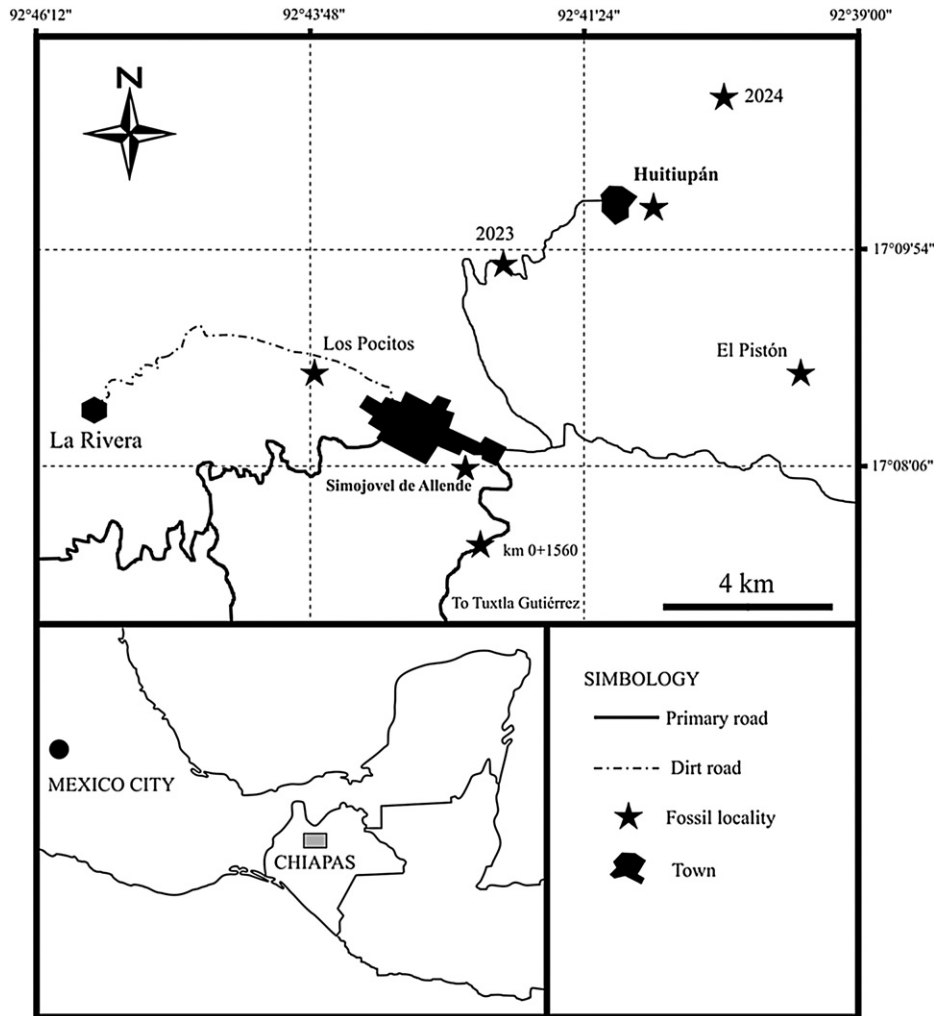 92°46'12" 92°43'48" 92°41'24" 92°39'00"
N
2024
Huitiupán
2023
17°09'54"
Los Pocitos
El Pistón
La Rivera
17°08'06"
Simojovel de Allende
km 0+1560
4 km
To Tuxtla Gutiérrez
SIMBOLOGY
Primary road
MEXICO CITY
Dirt road
Fossil locality
CHIAPAS
Town